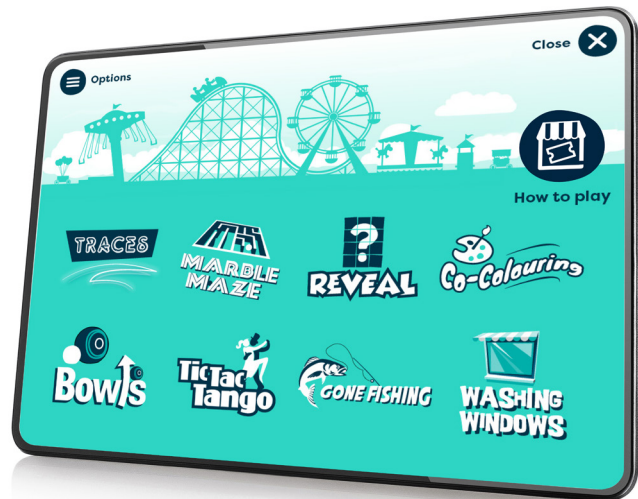 Options
Close
How to play
TRACES
MARBLE
MAZE
REVEAL
Co-Colouring
Bowls
Tic Tac
Tango
GONE FISHING
WASHING
WINDOWS